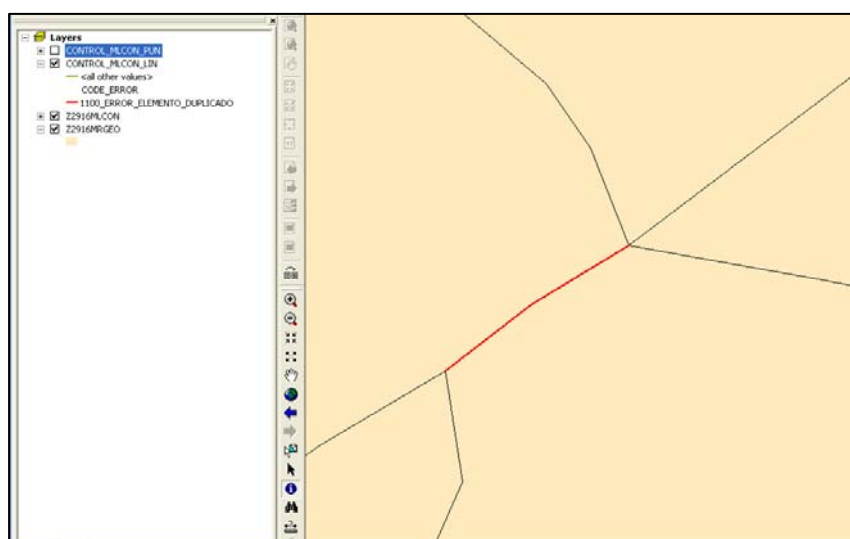 Layers
CONTROL_MLCON_PUN
CONTROL_MLCON_LIN
<all other values>
CODE_ERROR
1100_ERROR_ELEMENTO_DUPLICADO
Z2916MLCON
Z2916MRGEO